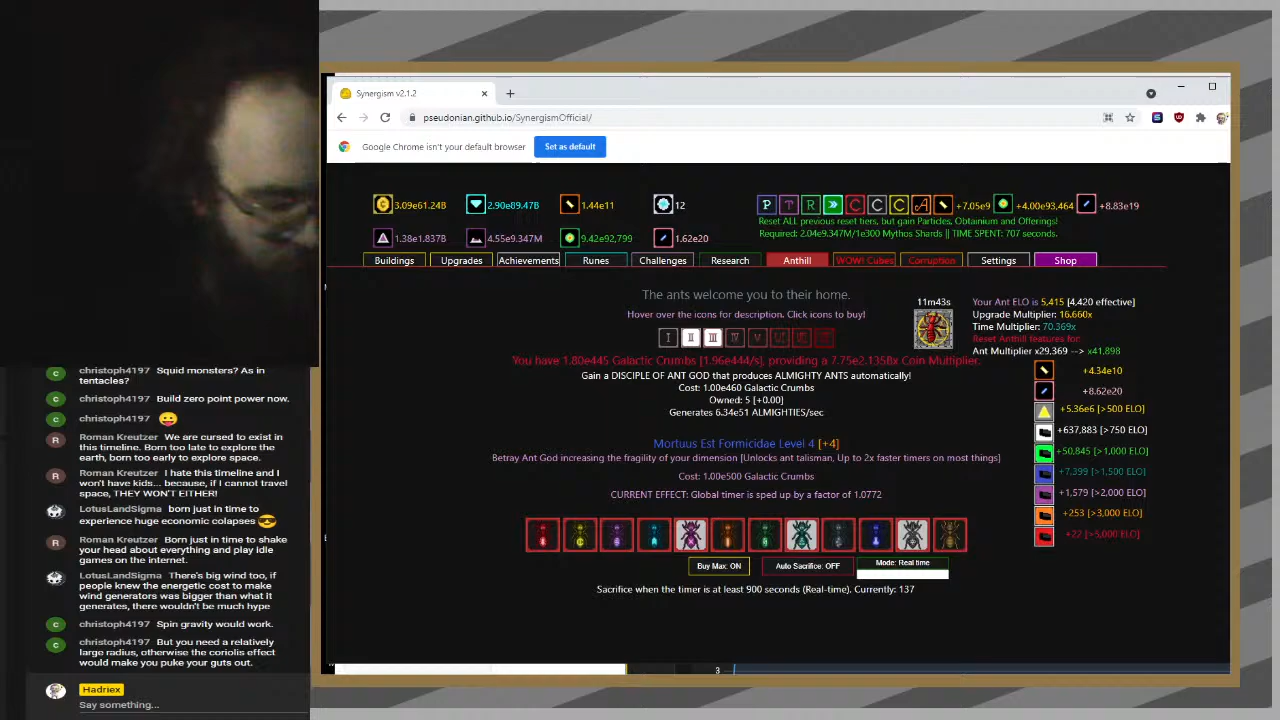 christoph4197 Squid monsters? As in
tentacles?
christoph4197 Build zero point power now.
christoph4197
Roman Kreutzer We are cursed to exist in
this timeline. Born too late to explore the
earth, born too early to explore space.
Roman Kreutzer I hate this timeline and I
won't have kids... because, if I cannot travel
space, THEY WON'T EITHER!
LotusLandSigma born just in time to
experience huge economic colapses
Roman Kreutzer Born just in time to shake
your head about everything and play idle
games on the internet.
LotusLandSigma There's big wind too, if
people knew the energetic cost to make
wind generators was bigger than what it
generates, there wouldn't be much hype
christoph4197 Spin gravity would work.
christoph4197 But you need a relatively
large radius, otherwise the coriolis effect
would make you puke your guts out.
Hadriex
Say something...
Synergism v2.1.2
pseudonian.github.io/SynergismOfficial/
Google Chrome isn't your default browser Set as default
3.09e61.24B 2.90e89.47B 1.44e11 12
P T R C C C A +7.05e9 +4.00e93,464 +8.83e19
Reset ALL previous reset tiers, but gain Particles, Obtainium and Offerings!
Required: 2.04e9.347M/1e300 Mythos Shards || TIME SPENT: 707 seconds.
1.38e1.837B 4.55e9.347M 9.42e92,799 1.62e20
Buildings Upgrades Achievements Runes Challenges Research Anthill WOW! Cubes Corruption Settings Shop
The ants welcome you to their home.
Hover over the icons for description. Click icons to buy!
I II III IV V VI VII VIII
You have 1.80e445 Galactic Crumbs [1.96e444/s], providing a 7.75e2.135B x Coin Multiplier.
Gain a DISCIPLE OF ANT GOD that produces ALMIGHTY ANTS automatically!
Cost: 1.00e460 Galactic Crumbs
Owned: 5 [+0.00]
Generates 6.34e51 ALMIGHTIES/sec
Mortuus Est Formicidae Level 4 [+4]
Betray Ant God increasing the fragility of your dimension [Unlocks ant talisman, Up to 2x faster timers on most things]
Cost: 1.00e500 Galactic Crumbs
CURRENT EFFECT: Global timer is sped up by a factor of 1.0772
Buy Max: ON Auto Sacrifice: OFF Mode: Real time
Sacrifice when the timer is at least 900 seconds (Real-time). Currently: 137
11m43s
Your Ant ELO is 5,415 [4,420 effective]
Upgrade Multiplier: 16.660x
Time Multiplier: 70.369x
Reset Anthill features for:
Ant Multiplier x29,369 --> x41,898
+4.34e10
+8.62e20
+5.36e6 [>500 ELO]
+637,883 [>750 ELO]
+50,845 [>1,000 ELO]
+7,399 [>1,500 ELO]
+1,579 [>2,000 ELO]
+253 [>3,000 ELO]
+22 [>5,000 ELO]
3